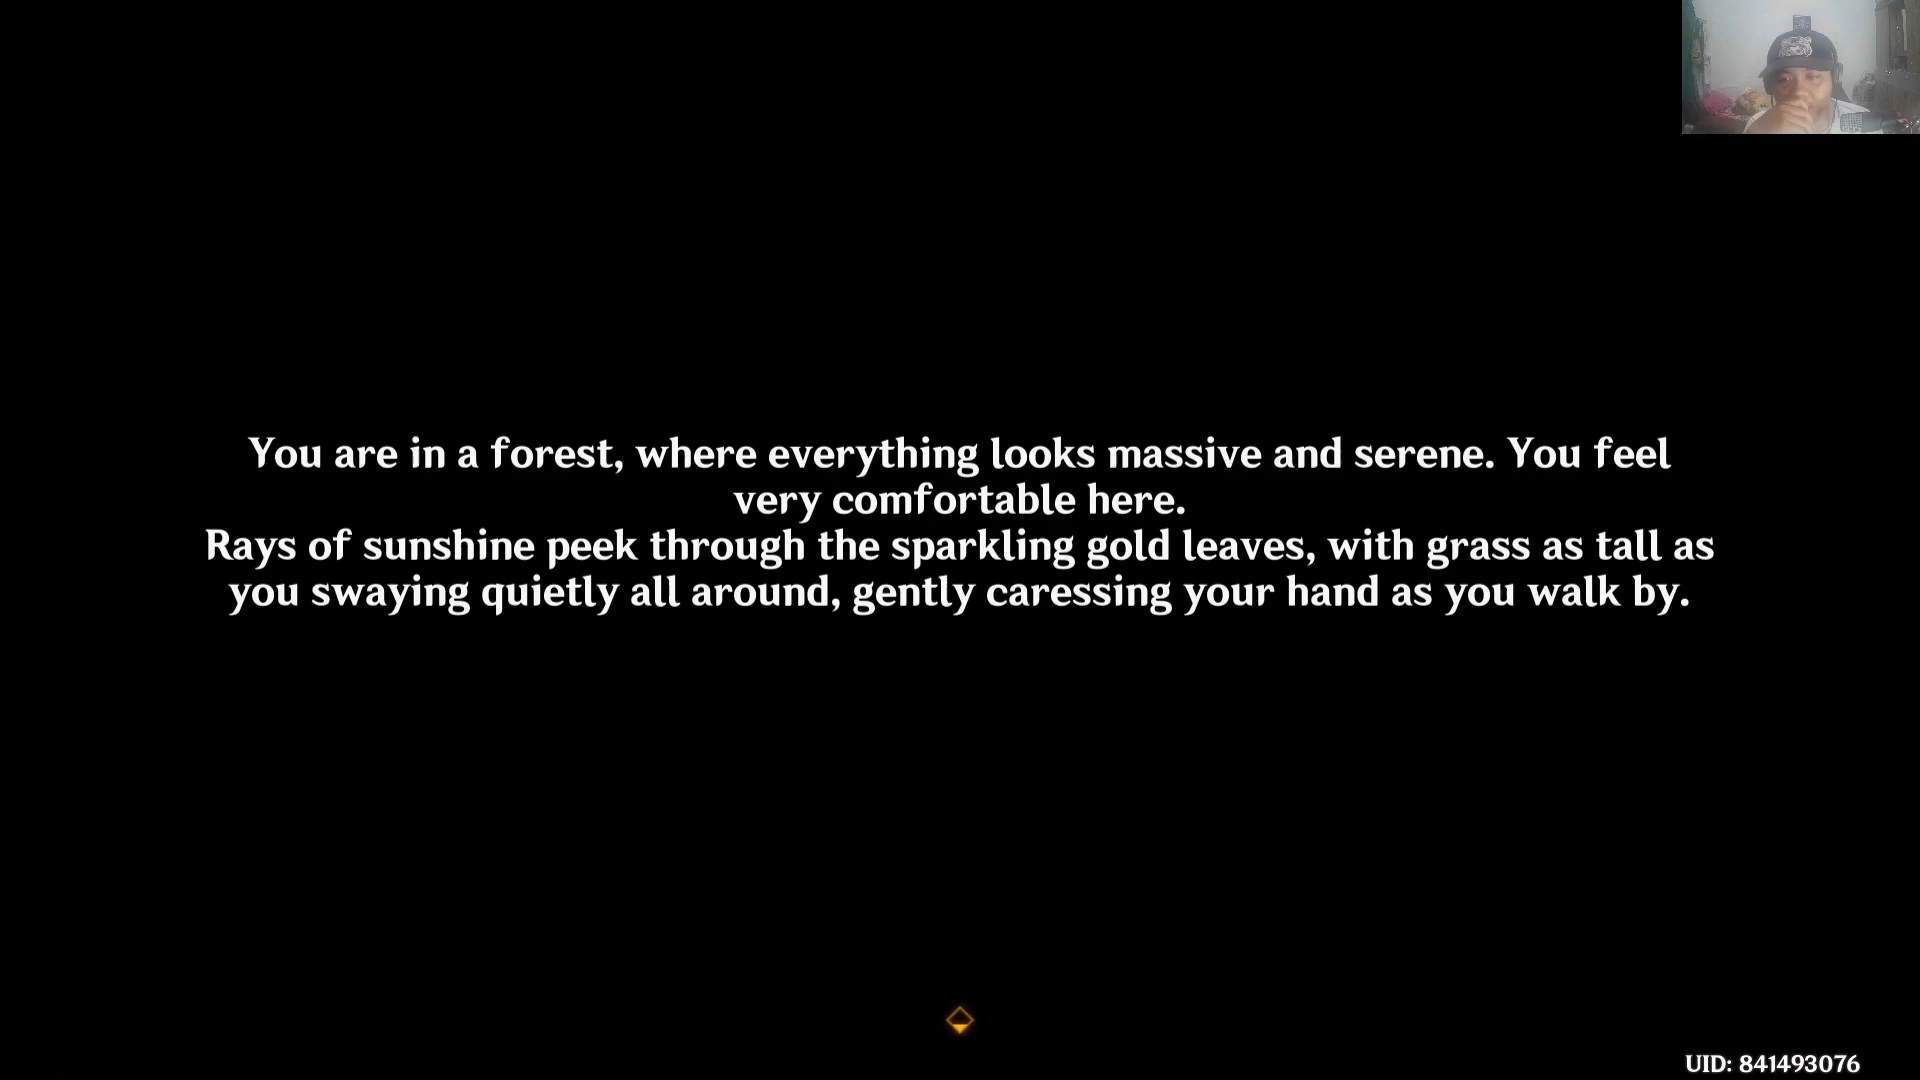 You are in a forest, where everything looks massive and serene. You feel
very comfortable here.
Rays of sunshine peek through the sparkling gold leaves, with grass as tall as
you swaying quietly all around, gently caressing your hand as you walk by.
UID: 841493076